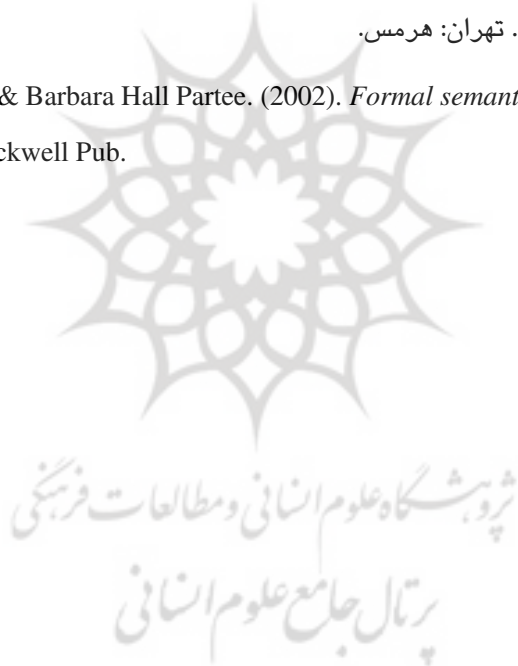 . تهران: هرمس.
& Barbara Hall Partee. (2002). Formal semant
ckwell Pub.
پژوهشگاه علوم انسانی و مطالعات فرهنگی
پرتال جامع علوم انسانی